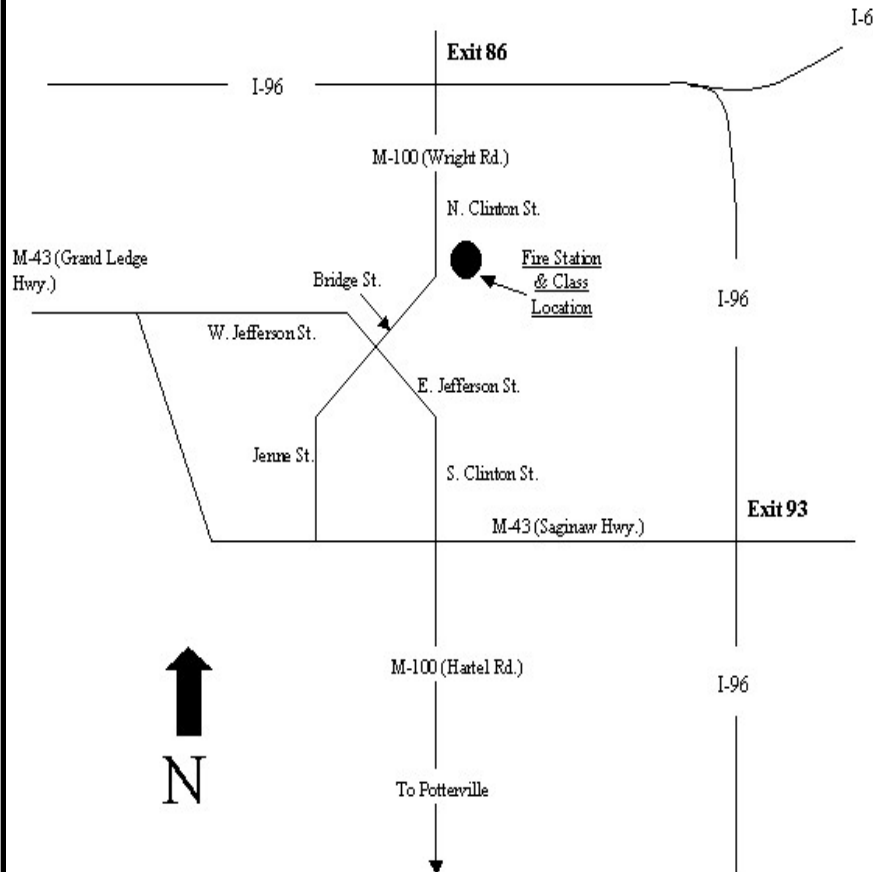 I-6
Exit 86
I-96
M-100 (Wright Rd.)
N. Clinton St.
M-43 (Grand Ledge
Hwy.)
Bridge St.
Fire Station
& Class
Location
I-96
W. Jefferson St.
E. Jefferson St.
Jenne St.
S. Clinton St.
Exit 93
M-43 (Saginaw Hwy.)
M-100 (Hartel Rd.)
I-96
N
To Potterville